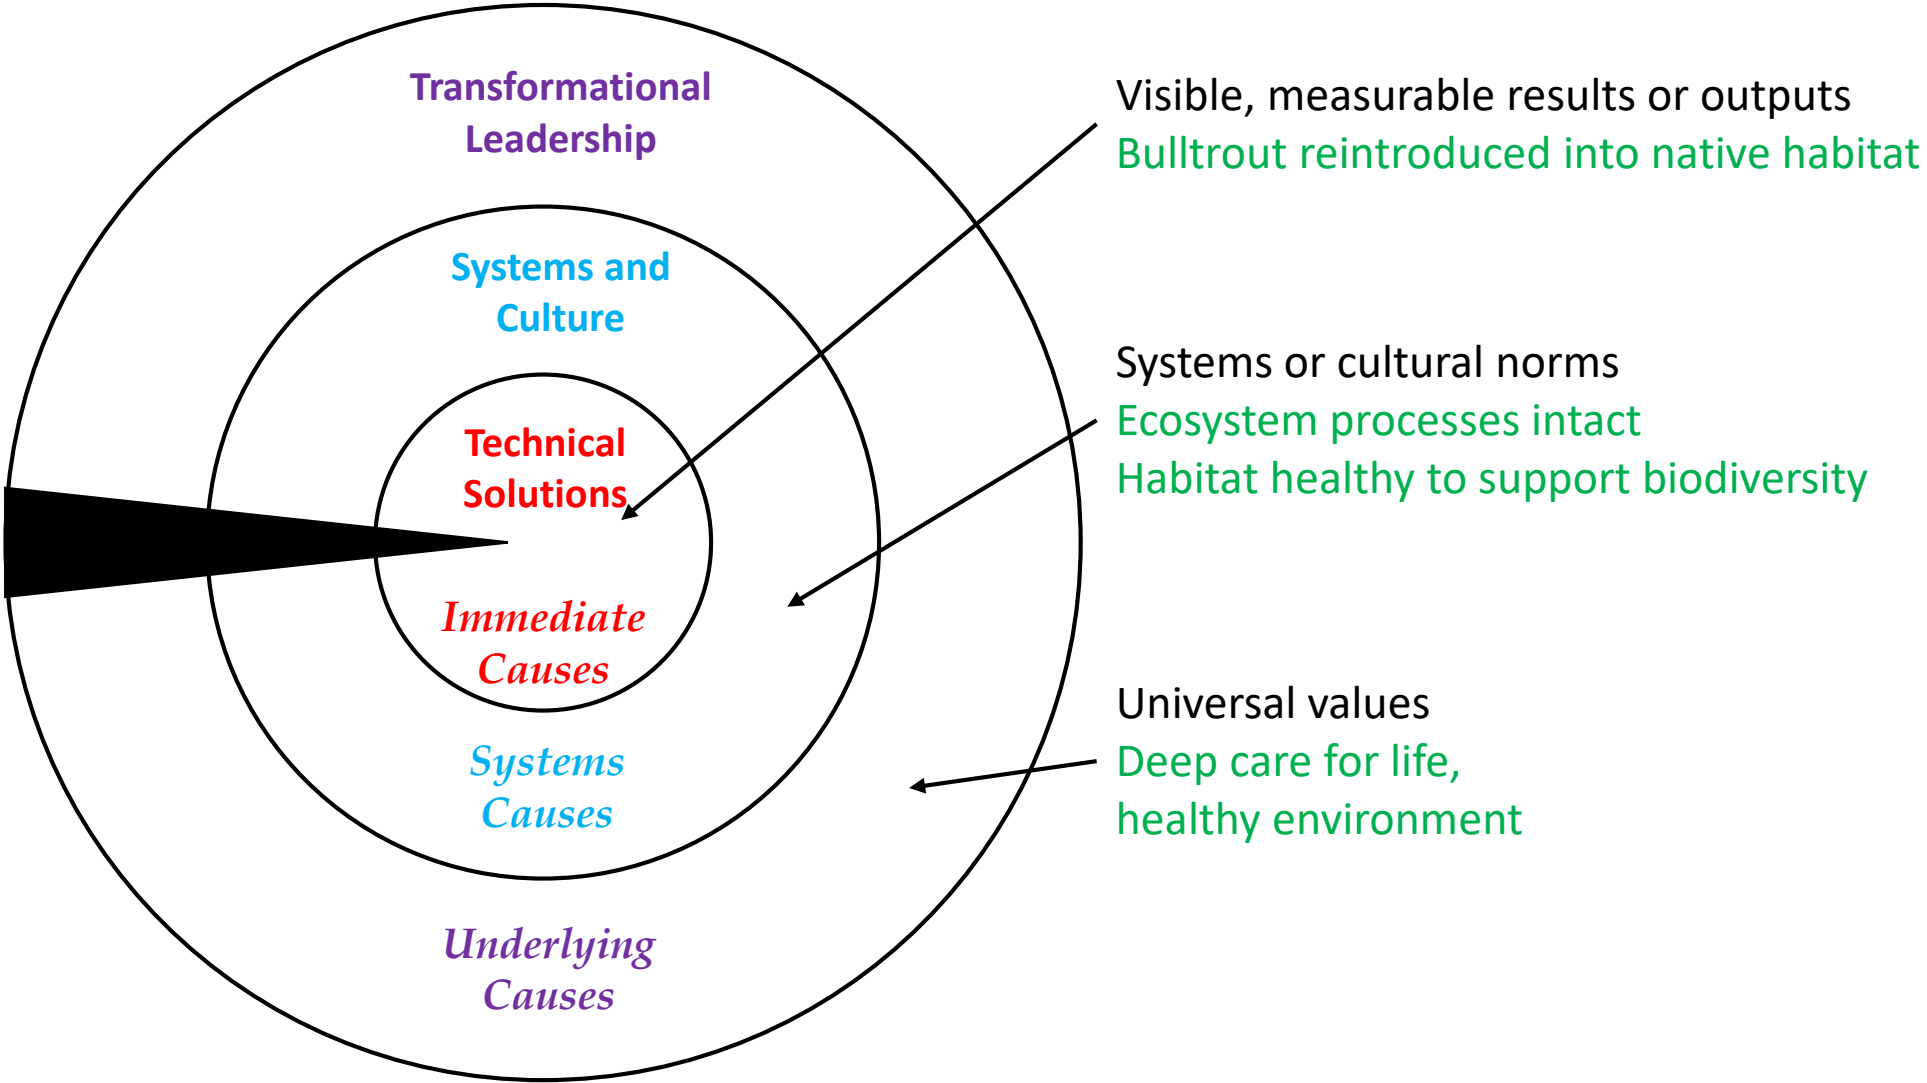 Transformational
Leadership
Systems and
Culture
Technical
Solutions
Immediate
Causes
Systems
Causes
Underlying
Causes
Visible, measurable results or outputs
Bulltrout reintroduced into native habitat
Systems or cultural norms
Ecosystem processes intact
Habitat healthy to support biodiversity
Universal values
Deep care for life,
healthy environment